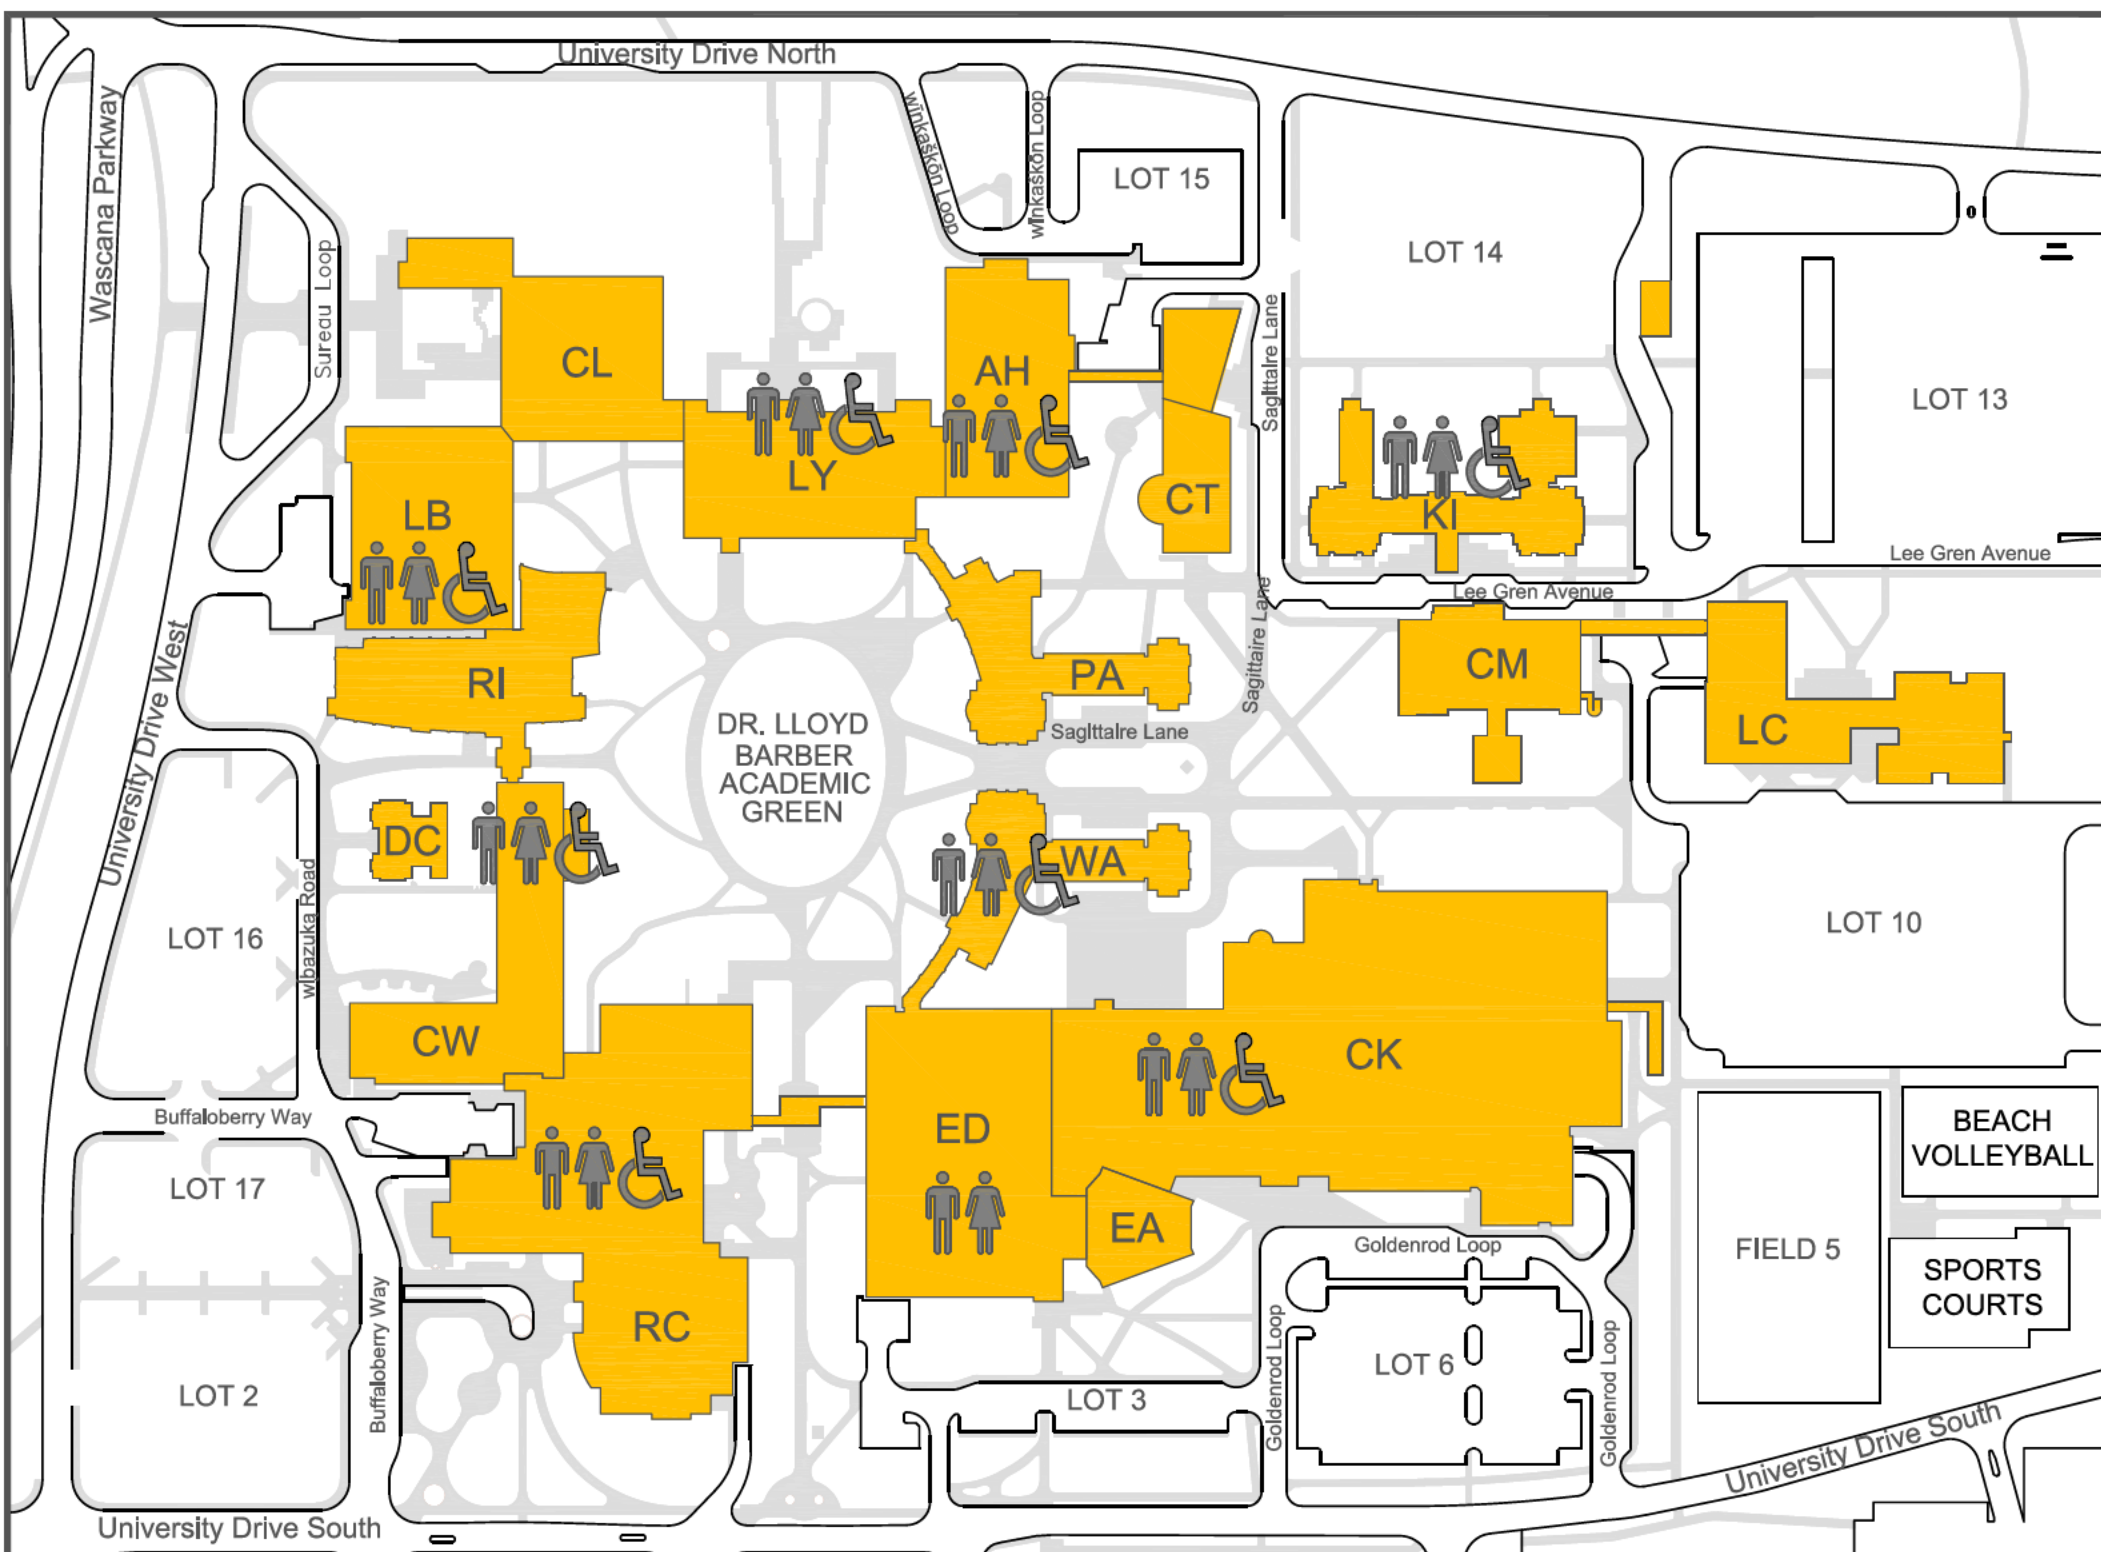 University Drive North
Wascana Parkway
wīnkaškōn Loop
wīnkaškōn Loop
LOT 15
LOT 14
Suredu Loop
Sagittaire Lane
CL
AH
LOT 13
LY
CT
KI
LB
Lee Gren Avenue
Lee Gren Avenue
Sagittaire Lane
University Drive West
RI
PA
CM
LC
DR. LLOYD
BARBER
ACADEMIC
GREEN
Sagittaire Lane
DC
WA
LOT 16
wibazuka Road
LOT 10
CW
CK
Buffaloberry Way
ED
BEACH
VOLLEYBALL
LOT 17
EA
FIELD 5
Goldenrod Loop
SPORTS
COURTS
Buffaloberry Way
RC
Goldenrod Loop
LOT 6
Goldenrod Loop
LOT 2
LOT 3
University Drive South
University Drive South